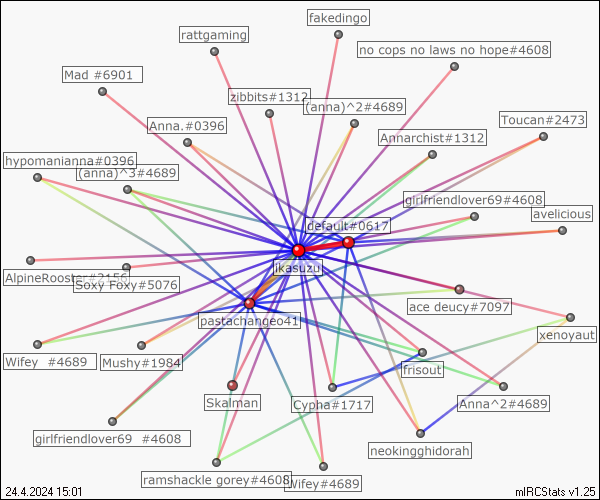 fakedingo
rattgaming
no cops no laws no hope#4608
Mad #6901
zibbits#1312
(anna)^2#4689
Toucan#2473
Anna.#0396
Annarchist#1312
hypomanianna#0396
(anna)^3#4689
girlfriendlover69#4608
avelicious
default#0617
jikasuzu
AlpineRooster#2156
Soxy Foxy#5076
ace deucy#7097
pastachangeo41
xenoyaut
Wifey #4689
Mushy#1984
frisout
Skalman
Cypha#1717
Anna^2#4689
girlfriendlover69 #4608
neokingghidorah
ramshackle gorey#4608
Wifey#4689
24.4.2024 15:01
mIRCStats v1.25